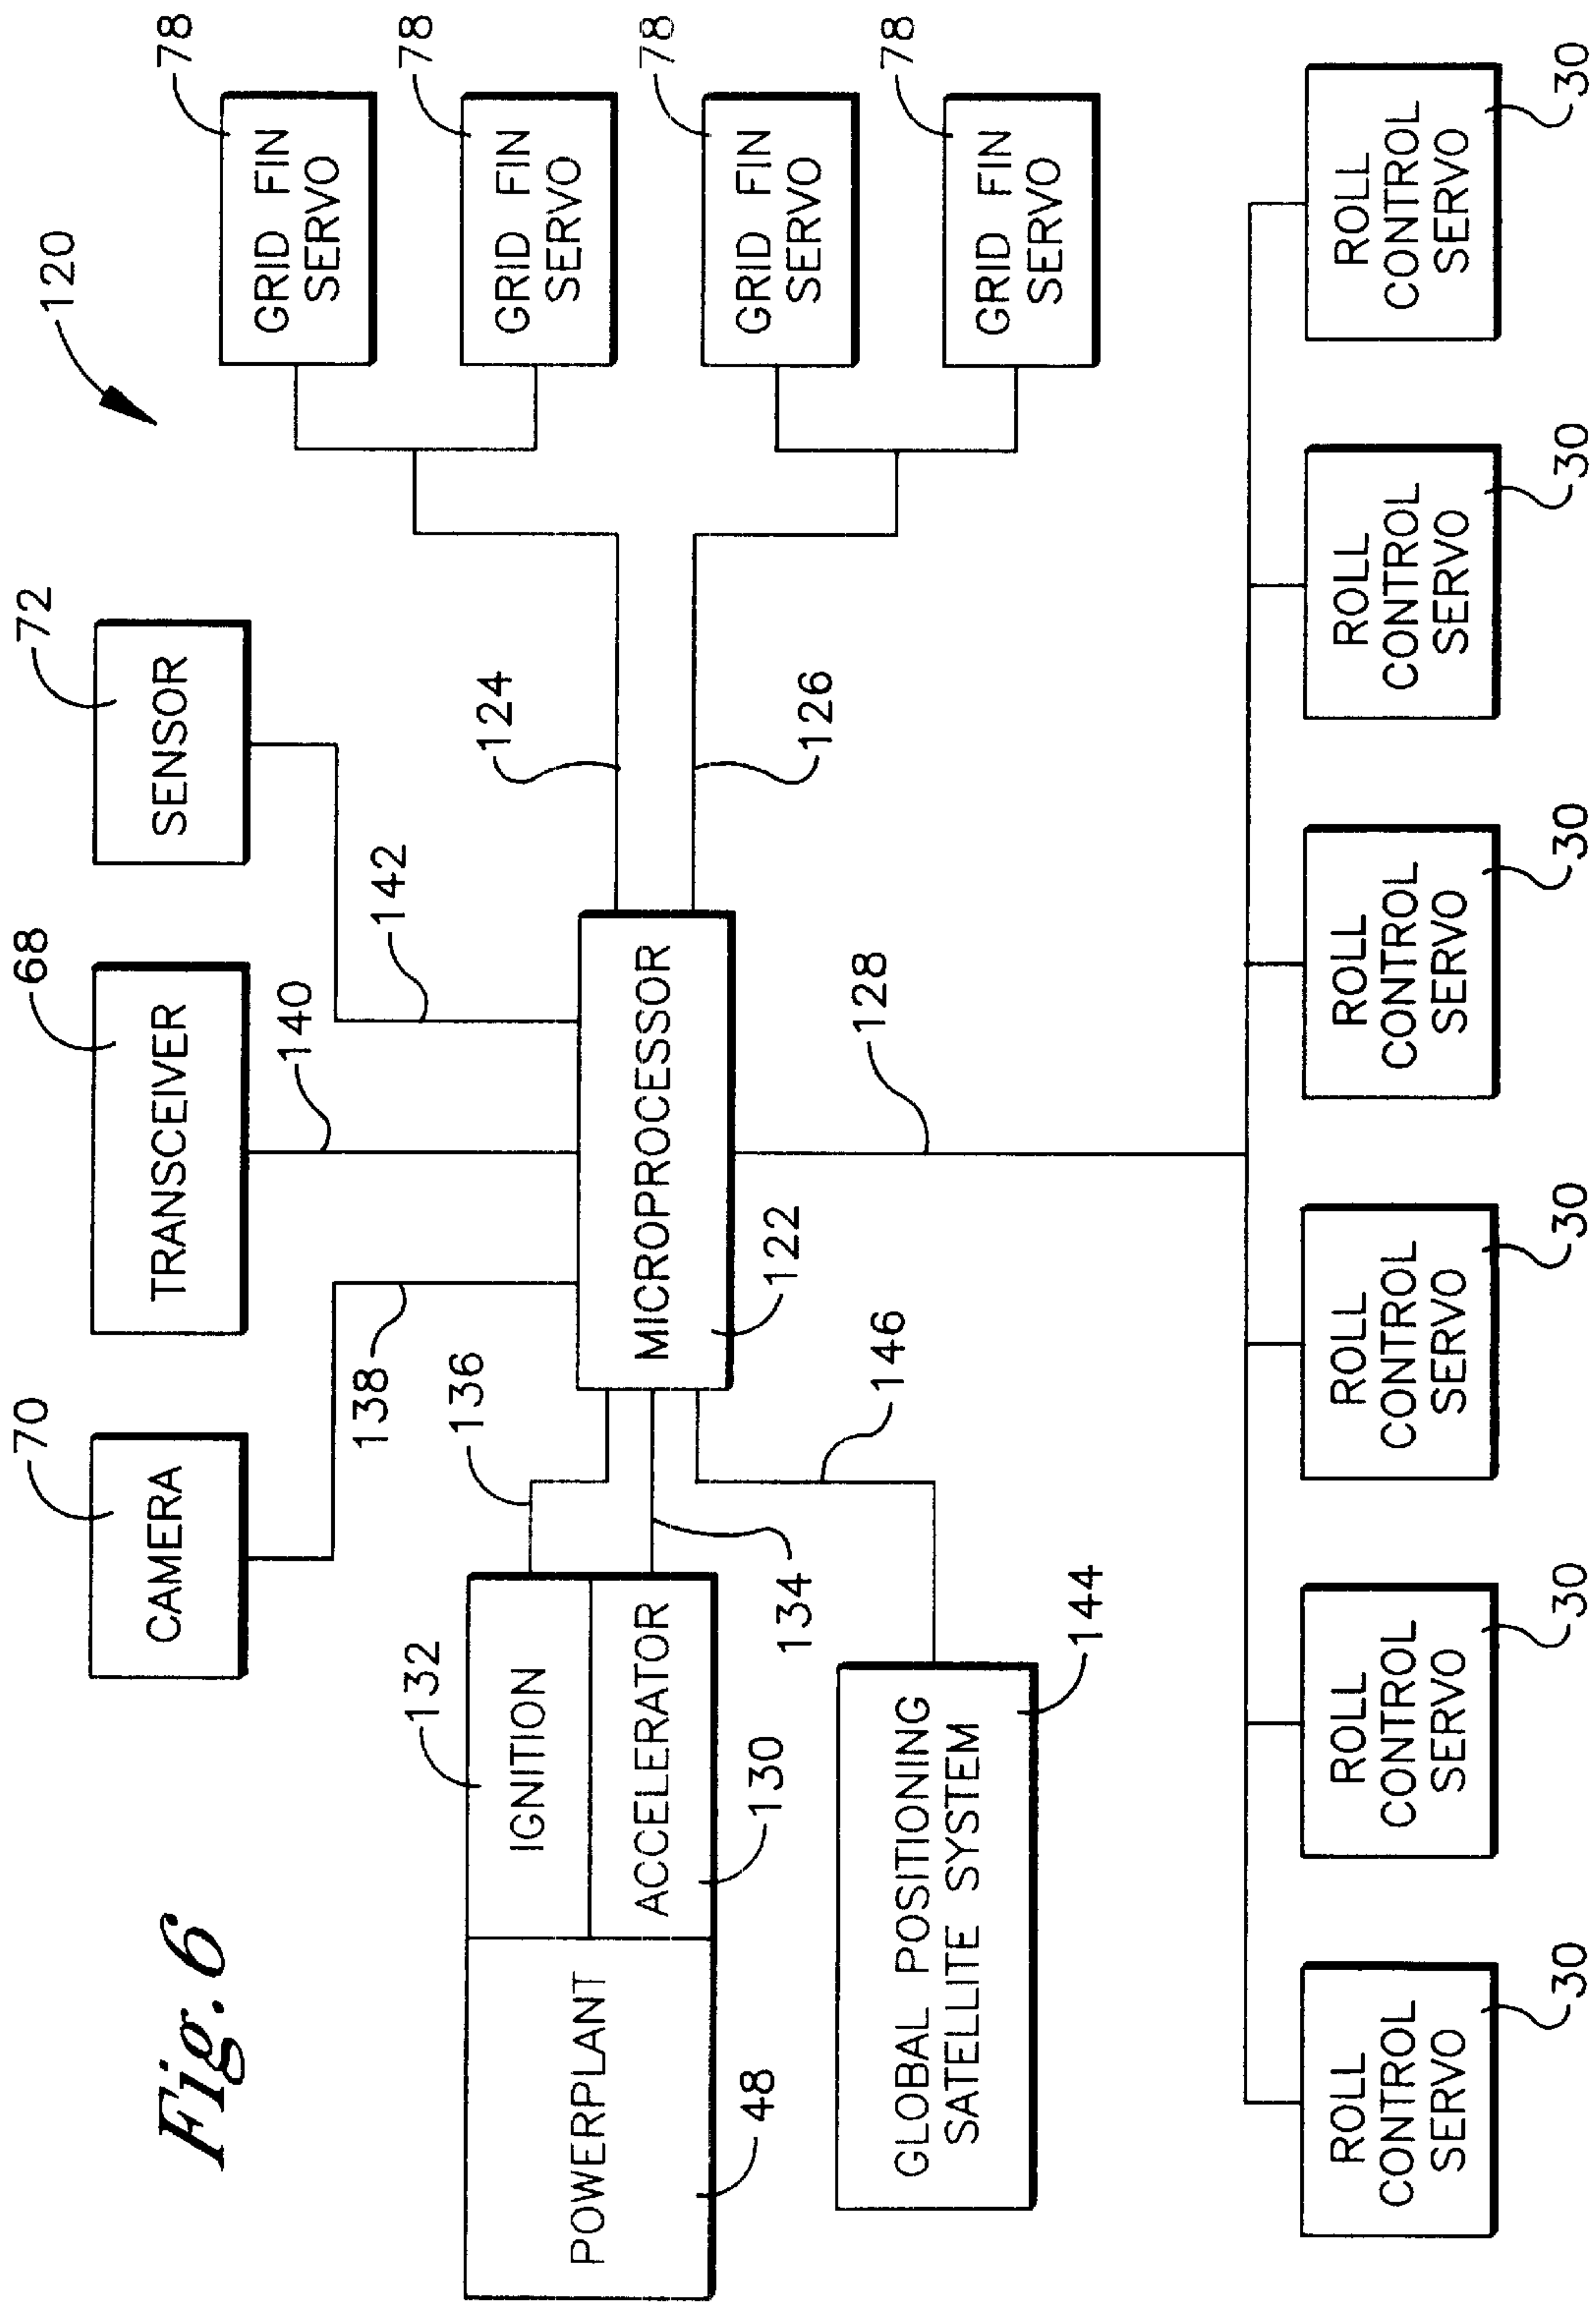 Fig. 6
120
70
CAMERA
68
TRANSCEIVER
72
SENSOR
138
140
142
132
IGNITION
136
POWERPLANT
48
ACCELERATOR
130
134
MICROPROCESSOR
122
124
126
78
GRID FIN
SERVO
78
GRID FIN
SERVO
78
GRID FIN
SERVO
78
GRID FIN
SERVO
GLOBAL POSITIONING
SATELLITE SYSTEM
144
146
128
ROLL
CONTROL
SERVO
30
ROLL
CONTROL
SERVO
30
ROLL
CONTROL
SERVO
30
ROLL
CONTROL
SERVO
30
ROLL
CONTROL
SERVO
30
ROLL
CONTROL
SERVO
30